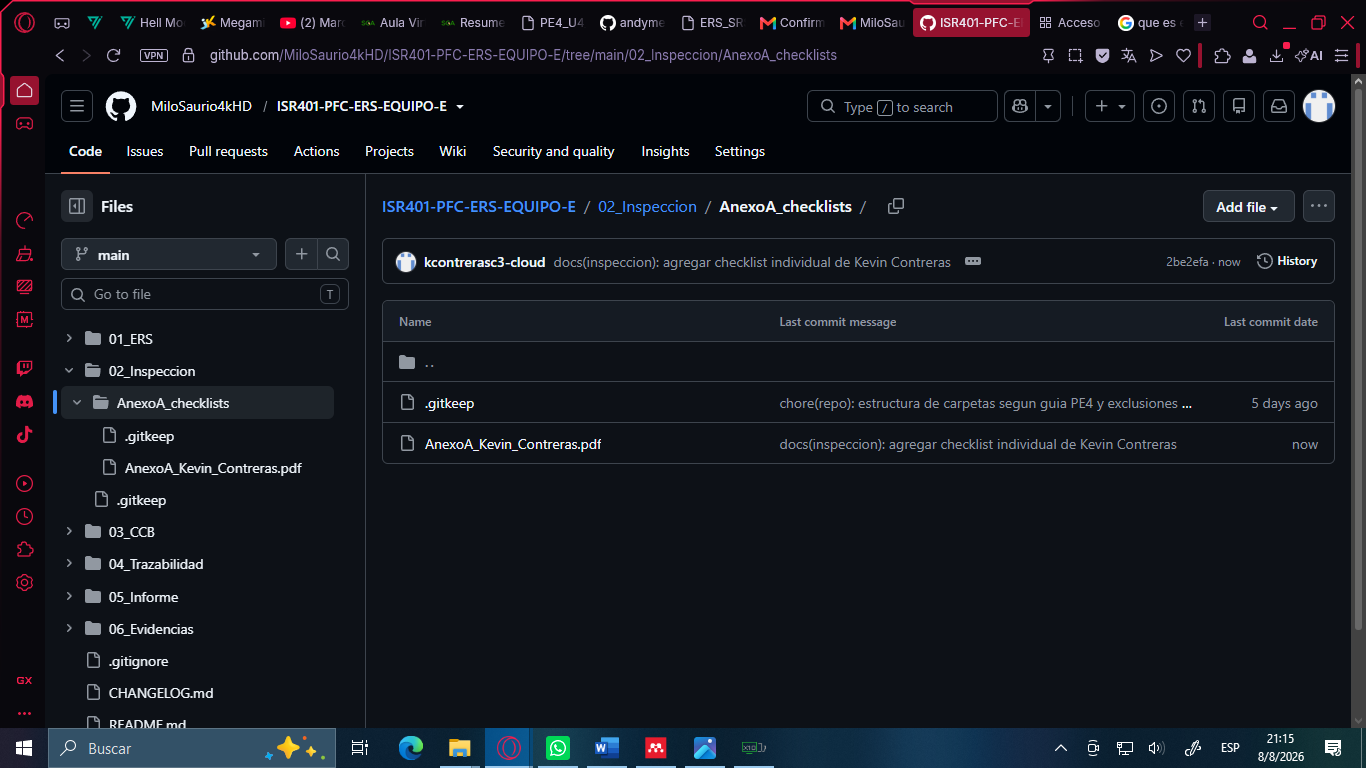 Hell Mo
Megami
(2) Marc
Aula Vir
Resume
PE4_U4
andyme
ERS_SR
Confirm
MiloSau
ISR401-PFC-E
Acceso
que es
VPN
github.com/MiloSaurio4kHD/ISR401-PFC-ERS-EQUIPO-E/tree/main/02_Inspeccion/AnexoA_checklists
AI
MiloSaurio4kHD / ISR401-PFC-ERS-EQUIPO-E
Type / to search
Code Issues Pull requests Actions Projects Wiki Security and quality Insights Settings
Files
main
Go to file T
01_ERS
02_Inspeccion
AnexoA_checklists
.gitkeep
AnexoA_Kevin_Contreras.pdf
.gitkeep
03_CCB
04_Trazabilidad
05_Informe
06_Evidencias
.gitignore
CHANGELOG.md
README.md
ISR401-PFC-ERS-EQUIPO-E / 02_Inspeccion / AnexoA_checklists /
Add file
kcontrerasc3-cloud docs(inspeccion): agregar checklist individual de Kevin Contreras
2be2efa · now History
Name Last commit message Last commit date
..
.gitkeep chore(repo): estructura de carpetas segun guia PE4 y exclusiones ... 5 days ago
AnexoA_Kevin_Contreras.pdf docs(inspeccion): agregar checklist individual de Kevin Contreras now
GX
Buscar
ESP
21:15
8/8/2026